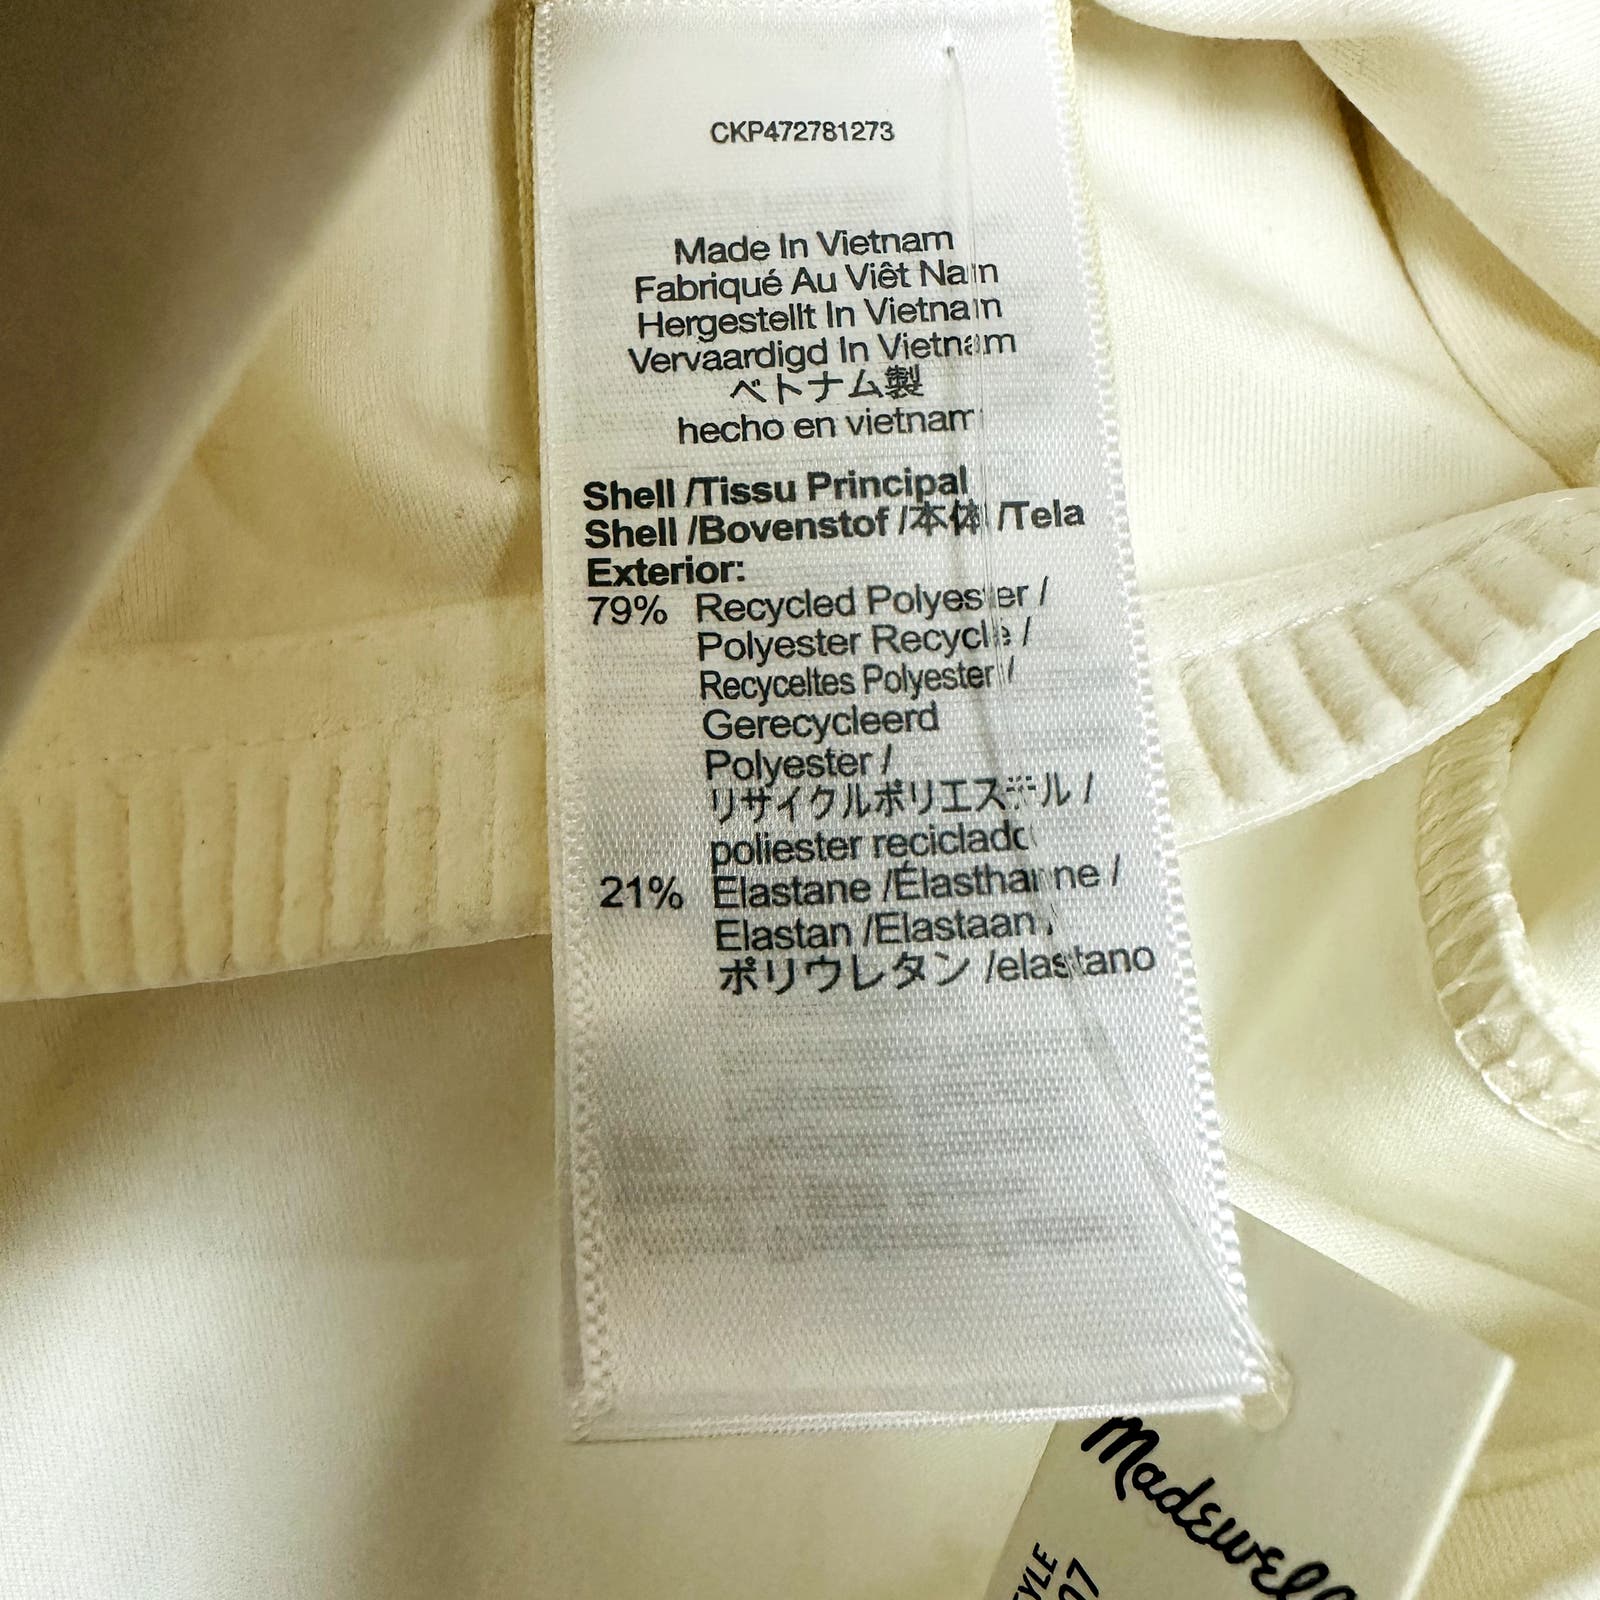 CKP472781273
Made In Vietnam
Fabriqué Au Viêt Nam
Hergestellt In Vietnam
Vervaardigd In Vietnam
ベトナム製
hecho en vietnam
Shell /Tissu Principal
Shell /Bovenstof /本体 /Tela
Exterior:
79% Recycled Polyester /
Polyester Recycle /
Recyceltes Polyester /
Gerecycleerd
Polyester /
リサイクルポリエステル /
poliester reciclado
21% Elastane /Élasthanne /
Elastan /Elastaan /
ポリウレタン /elastano
Madewell